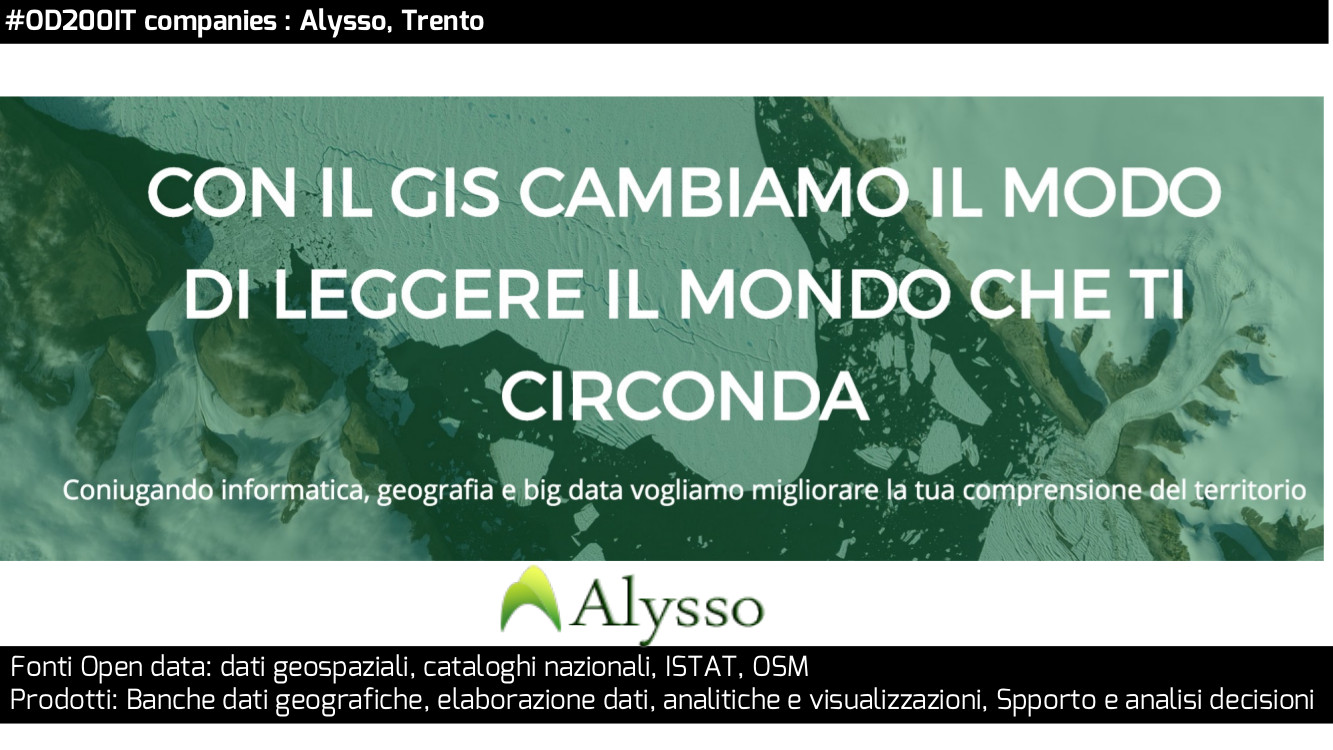 #OD200IT companies : Alysso, Trento
CON IL GIS CAMBIAMO IL MODO
DI LEGGERE IL MONDO CHE TI
CIRCONDA
Coniugando informatica, geografia e big data vogliamo migliorare la tua comprensione del territorio
Alysso
Fonti Open data: dati geospaziali, cataloghi nazionali, ISTAT, OSM
Prodotti: Banche dati geografiche, elaborazione dati, analitiche e visualizzazioni, Spporto e analisi decisioni